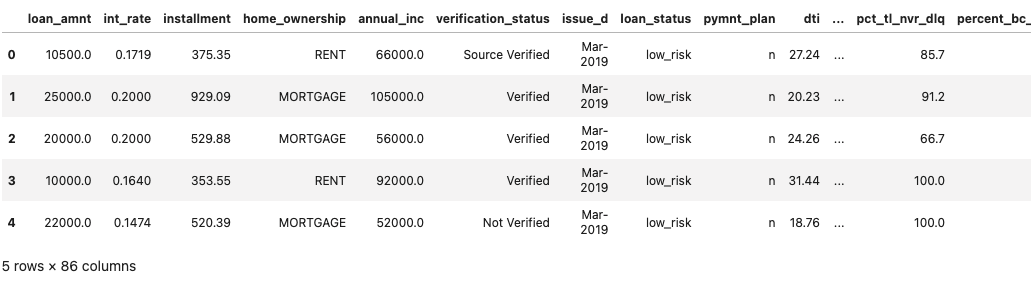 loan_amnt int_rate installment home_ownership annual_inc verification_status issue_d loan_status pymnt_plan dti ... pct_tl_nvr_dlq percent_bc_
0 10500.0 0.1719 375.35 RENT 66000.0 Source Verified Mar-2019 low_risk n 27.24 ... 85.7
1 25000.0 0.2000 929.09 MORTGAGE 105000.0 Verified Mar-2019 low_risk n 20.23 ... 91.2
2 20000.0 0.2000 529.88 MORTGAGE 56000.0 Verified Mar-2019 low_risk n 24.26 ... 66.7
3 10000.0 0.1640 353.55 RENT 92000.0 Verified Mar-2019 low_risk n 31.44 ... 100.0
4 22000.0 0.1474 520.39 MORTGAGE 52000.0 Not Verified Mar-2019 low_risk n 18.76 ... 100.0
5 rows × 86 columns